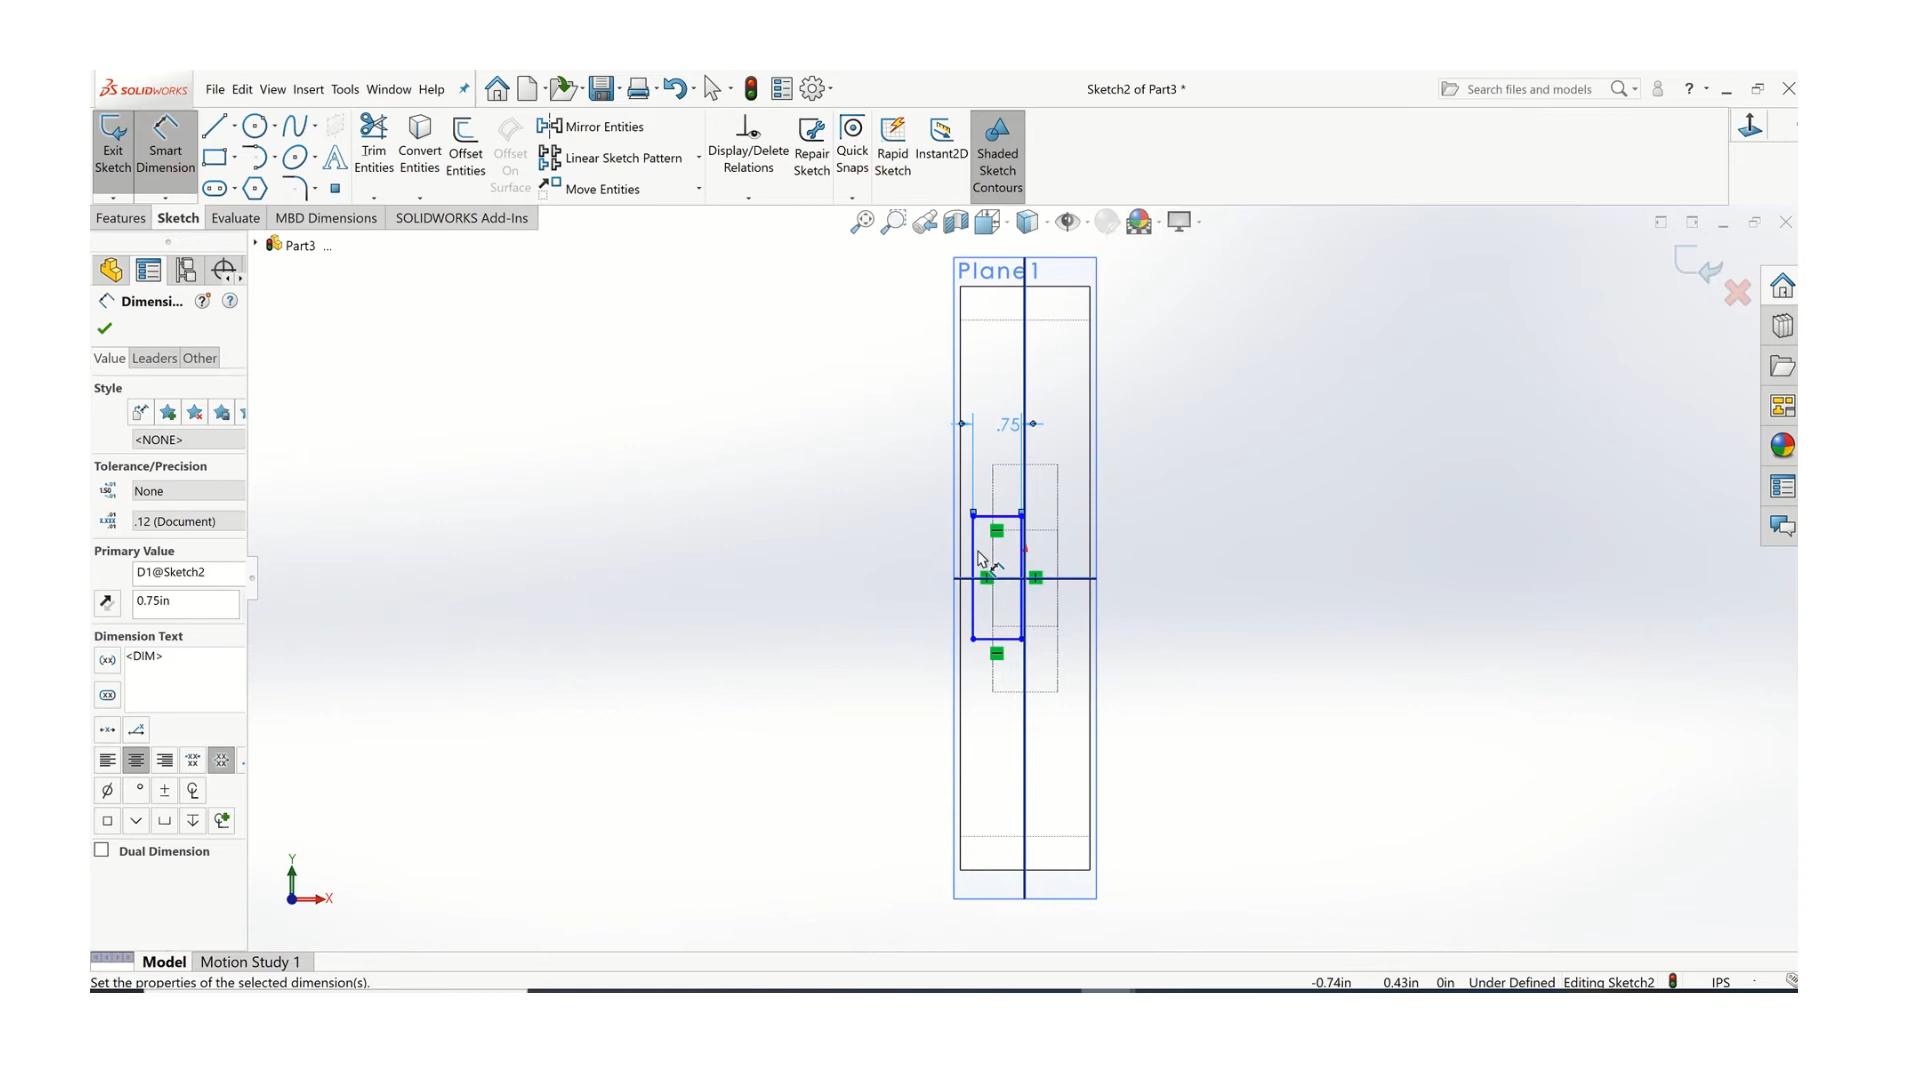 SOLIDWORKS File Edit View Insert Tools Window Help Sketch2 of Part3 * Search files and models ?
Exit Sketch
Smart Dimension
Trim Entities
Convert Entities
Offset Entities
Offset On Surface
Mirror Entities
Linear Sketch Pattern
Move Entities
Display/Delete Relations
Repair Sketch
Quick Snaps
Rapid Sketch
Instant2D
Shaded Sketch Contours
Features Sketch Evaluate MBD Dimensions SOLIDWORKS Add-Ins
Part3 ...
Plane1
Dimensi...
Value Leaders Other
Style
<NONE>
.75
Tolerance/Precision
None
.12 (Document)
Primary Value
D1@Sketch2
0.75in
Dimension Text
<DIM>
Dual Dimension
Y
X
Model Motion Study 1
Set the properties of the selected dimension(s). -0.74in 0.43in 0in Under Defined Editing Sketch2 IPS